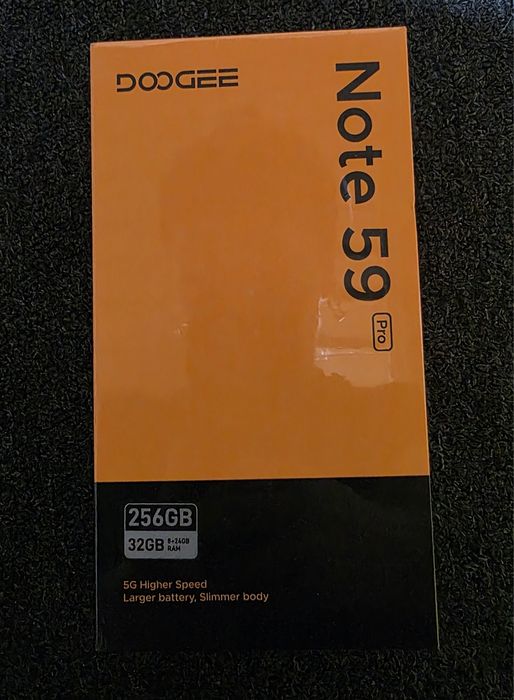 DOOGEE
Note 59 Pro
256GB
32GB 8+24GB RAM
5G Higher Speed
Larger battery, Slimmer body